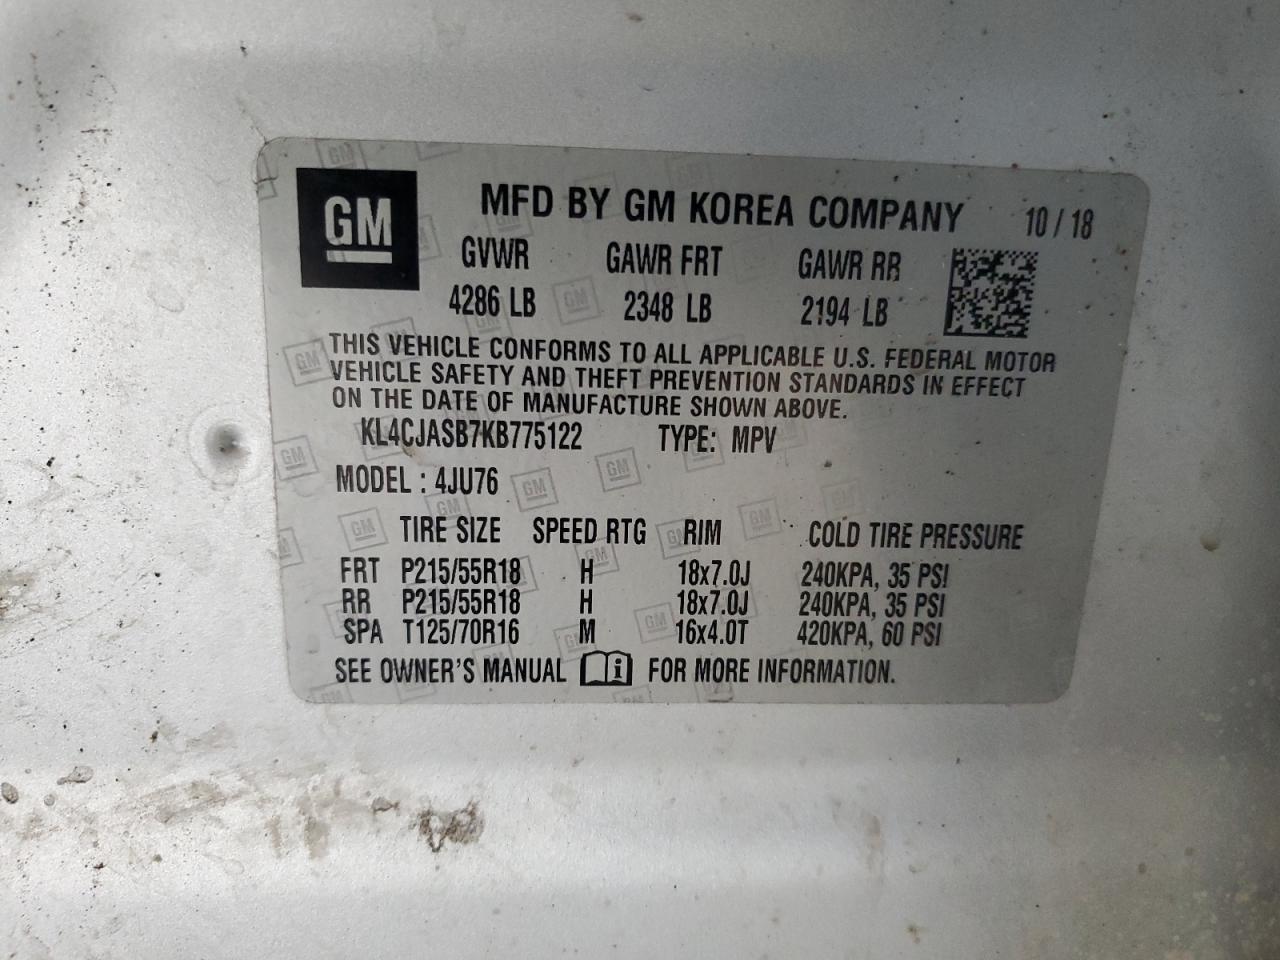 GM
MFD BY GM KOREA COMPANY 10 / 18
GVWR GAWR FRT GAWR RR
4286 LB 2348 LB 2194 LB
THIS VEHICLE CONFORMS TO ALL APPLICABLE U.S. FEDERAL MOTOR
VEHICLE SAFETY AND THEFT PREVENTION STANDARDS IN EFFECT
ON THE DATE OF MANUFACTURE SHOWN ABOVE.
KL4CJASB7KB775122 TYPE: MPV
MODEL : 4JU76
TIRE SIZE SPEED RTG RIM COLD TIRE PRESSURE
FRT P215/55R18 H 18x7.0J 240KPA, 35 PSI
RR P215/55R18 H 18x7.0J 240KPA, 35 PSI
SPA T125/70R16 M 16x4.0T 420KPA, 60 PSI
SEE OWNER'S MANUAL FOR MORE INFORMATION.